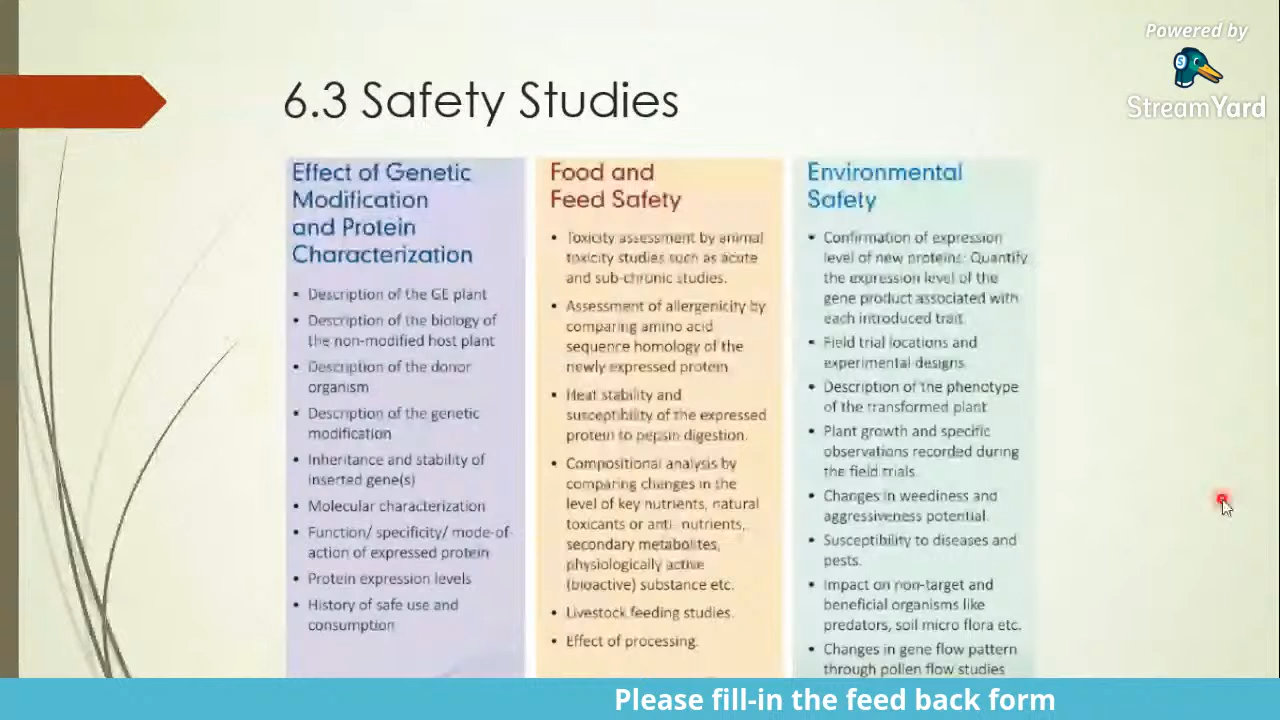 Powered by
StreamYard
6.3 Safety Studies
Effect of Genetic
Modification
and Protein
Characterization
• Description of the GE plant
• Description of the biology of
the non-modified host plant
• Description of the donor
organism
• Description of the genetic
modification
• Inheritance and stability of
inserted gene(s)
• Molecular characterization
• Function/ specificity/ mode-of-
action of expressed protein
• Protein expression levels
• History of safe use and
consumption
Food and
Feed Safety
• Toxicity assessment by animal
toxicity studies such as acute
and sub-chronic studies.
• Assessment of allergenicity by
comparing amino acid
sequence homology of the
newly expressed protein
• Heat stability and
susceptibility of the expressed
protein to pepsin digestion.
• Compositional analysis by
comparing changes in the
level of key nutrients, natural
toxicants or anti- nutrients,
secondary metabolites,
physiologically active
(bioactive) substance etc.
• Livestock feeding studies.
• Effect of processing.
Environmental
Safety
• Confirmation of expression
level of new proteins: Quantify
the expression level of the
gene product associated with
each introduced trait
• Field trial locations and
experimental designs.
• Description of the phenotype
of the transformed plant
• Plant growth and specific
observations recorded during
the field trials.
• Changes in weediness and
aggressiveness potential.
• Susceptibility to diseases and
pests.
• Impact on non-target and
beneficial organisms like
predators, soil micro flora etc.
• Changes in gene flow pattern
through pollen flow studies
Please fill-in the feed back form